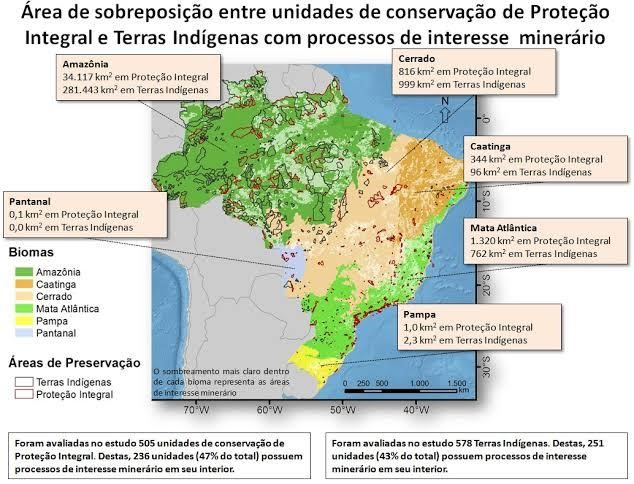 Área de sobreposição entre unidades de conservação de Proteção
Integral e Terras Indígenas com processos de interesse minerário
Amazônia
34.117 km² em Proteção Integral
281.443 km² em Terras Indígenas
Cerrado
816 km² em Proteção Integral
999 km² em Terras Indígenas
N
0°
Caatinga
344 km² em Proteção Integral
96 km² em Terras Indígenas
10°S
Pantanal
0,1 km² em Proteção Integral
0,0 km² em Terras Indígenas
Mata Atlântica
1.320 km² em Proteção Integral
762 km² em Terras Indígenas
20°S
Biomas
Amazônia
Caatinga
Cerrado
Mata Atlântica
Pampa
Pantanal
Pampa
1,0 km² em Proteção Integral
2,3 km² em Terras Indígenas
30°S
Áreas de Preservação
Terras Indígenas
Proteção Integral
O sombreamento mais claro dentro
de cada bioma representa as áreas
de interesse minerário
0 250 500 1.000 1.500
km
70°W 60°W 50°W 40°W
Foram avaliadas no estudo 505 unidades de conservação de
Proteção Integral. Destas, 236 unidades (47% do total) possuem
processos de interesse minerário em seu interior.
Foram avaliadas no estudo 578 Terras Indígenas. Destas, 251
unidades (43% do total) possuem processos de interesse
minerário em seu interior.